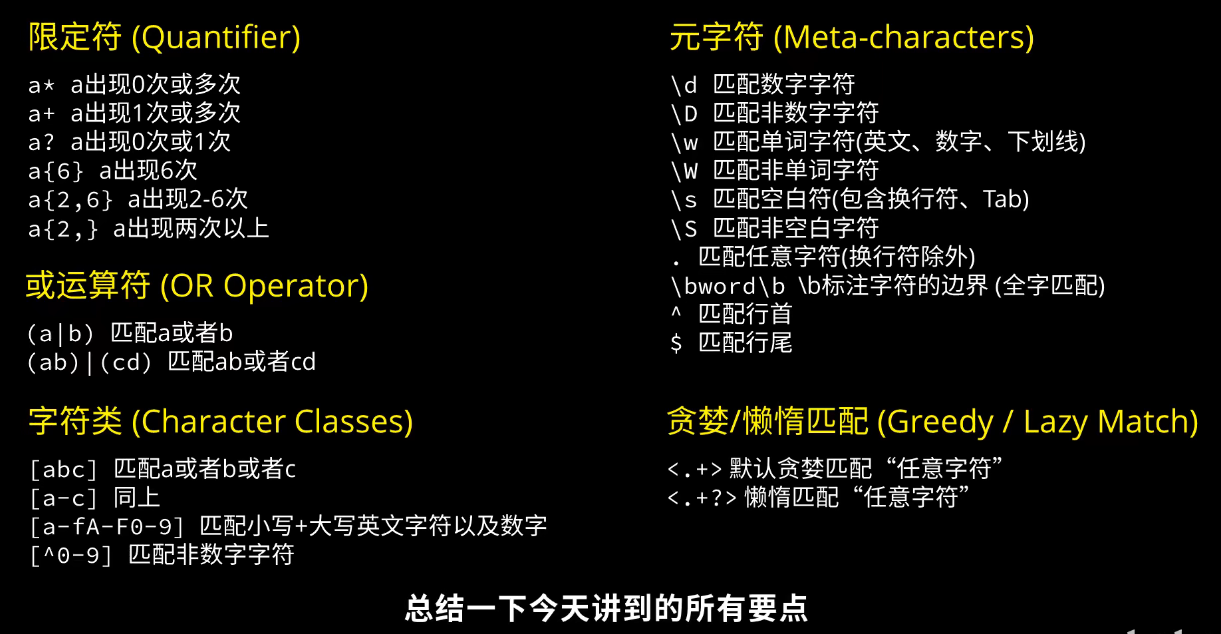 限定符 (Quantifier)
a* a出现0次或多次
a+ a出现1次或多次
a? a出现0次或1次
a{6} a出现6次
a{2,6} a出现2-6次
a{2,} a出现两次以上
或运算符 (OR Operator)
(a|b) 匹配a或者b
(ab)|(cd) 匹配ab或者cd
字符类 (Character Classes)
[abc] 匹配a或者b或者c
[a-c] 同上
[a-fA-F0-9] 匹配小写+大写英文字符以及数字
[^0-9] 匹配非数字字符
元字符 (Meta-characters)
\d 匹配数字字符
\D 匹配非数字字符
\w 匹配单词字符(英文、数字、下划线)
\W 匹配非单词字符
\s 匹配空白符(包含换行符、Tab)
\S 匹配非空白字符
. 匹配任意字符(换行符除外)
\bword\b \b标注字符的边界 (全字匹配)
^ 匹配行首
$ 匹配行尾
贪婪/懒惰匹配 (Greedy / Lazy Match)
<.+> 默认贪婪匹配“任意字符”
<.+?> 懒惰匹配“任意字符”
总结一下今天讲到的所有要点